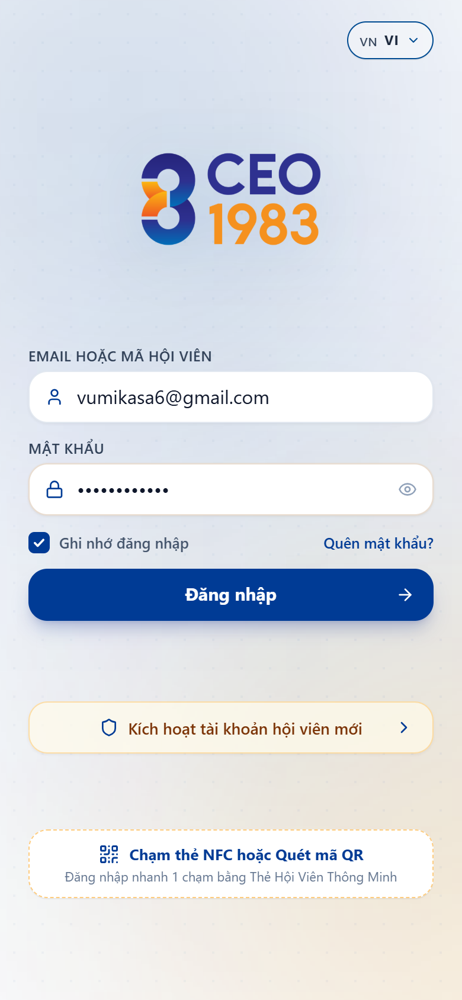 VN VI
CEO
1983
EMAIL HOẶC MÃ HỘI VIÊN
vumikasa6@gmail.com
MẬT KHẨU
••••••••••••
Ghi nhớ đăng nhập
Quên mật khẩu?
Đăng nhập
Kích hoạt tài khoản hội viên mới
Chạm thẻ NFC hoặc Quét mã QR
Đăng nhập nhanh 1 chạm bằng Thẻ Hội Viên Thông Minh